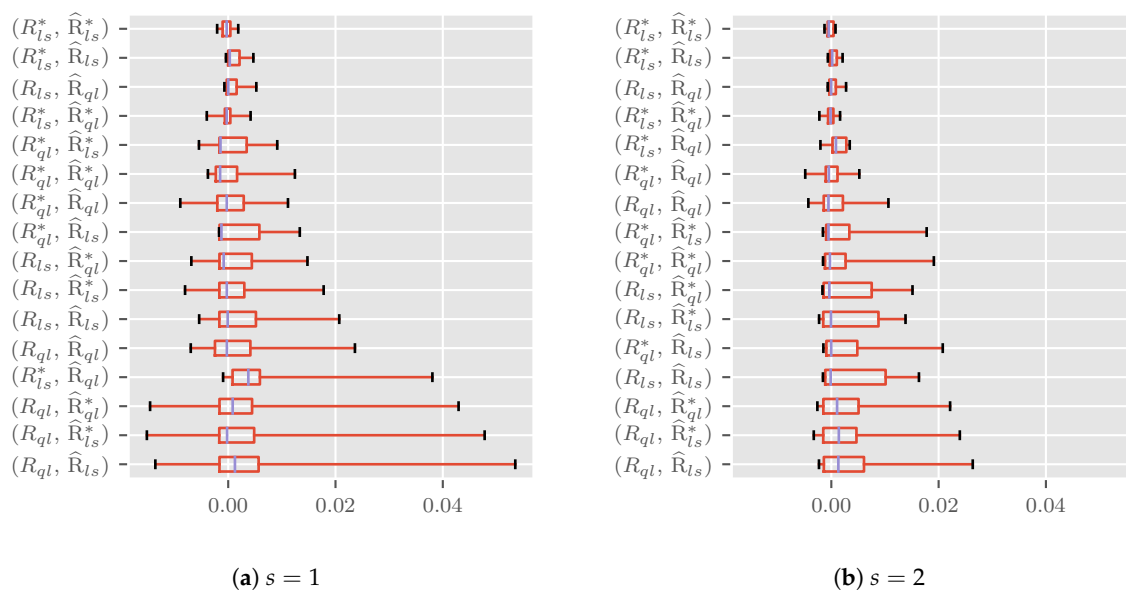 (R*_ls, R̂*_ls)
(R*_ls, R̂_ls)
(R_ls, R̂_ql)
(R*_ls, R̂*_ql)
(R*_ql, R̂*_ls)
(R*_ql, R̂*_ql)
(R*_ql, R̂_ql)
(R*_ql, R̂_ls)
(R_ls, R̂*_ql)
(R_ls, R̂*_ls)
(R_ls, R̂_ls)
(R_ql, R̂_ql)
(R*_ls, R̂_ql)
(R_ql, R̂*_ql)
(R_ql, R̂*_ls)
(R_ql, R̂_ls)
0.00 0.02 0.04
(a) s = 1
(R*_ls, R̂*_ls)
(R*_ls, R̂_ls)
(R_ls, R̂_ql)
(R*_ls, R̂*_ql)
(R*_ls, R̂_ql)
(R*_ql, R̂_ql)
(R_ql, R̂_ql)
(R*_ql, R̂*_ls)
(R*_ql, R̂*_ql)
(R_ls, R̂*_ql)
(R_ls, R̂*_ls)
(R*_ql, R̂_ls)
(R_ls, R̂_ls)
(R_ql, R̂*_ql)
(R_ql, R̂*_ls)
(R_ql, R̂_ls)
0.00 0.02 0.04
(b) s = 2